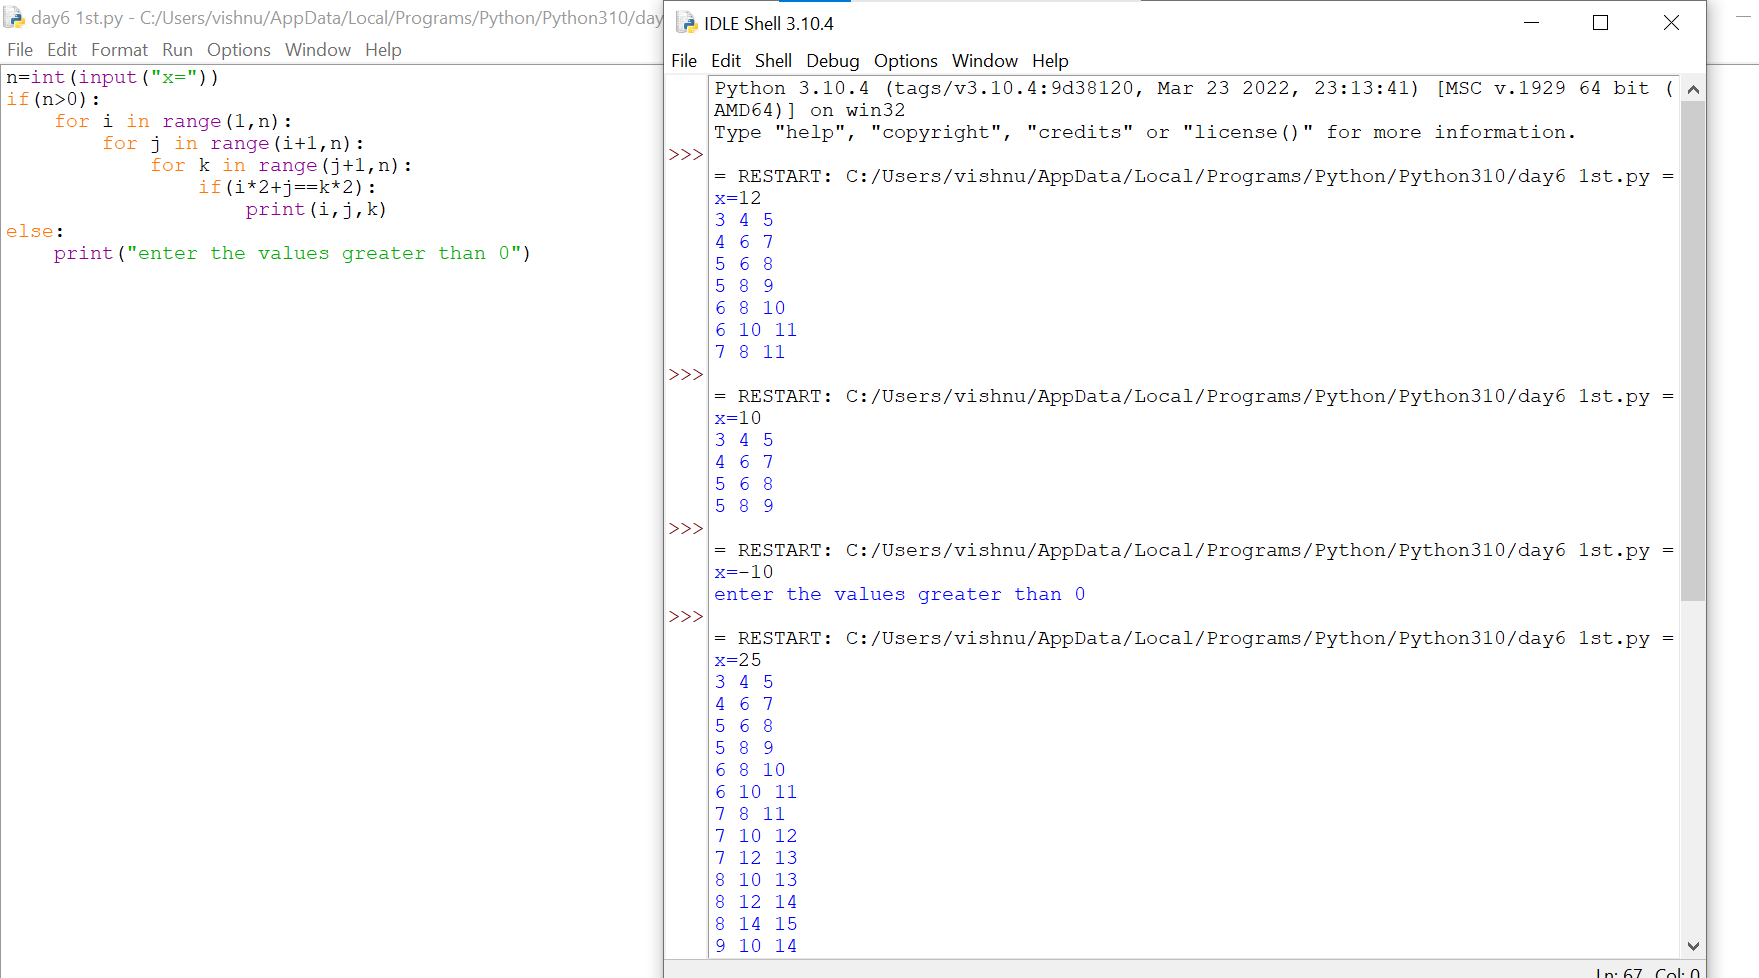 day6 1st.py - C:/Users/vishnu/AppData/Local/Programs/Python/Python310/day
File Edit Format Run Options Window Help
n=int(input("x="))
if(n>0):
    for i in range(1,n):
        for j in range(i+1,n):
            for k in range(j+1,n):
                if(i*2+j==k*2):
                    print(i,j,k)
else:
    print("enter the values greater than 0")
IDLE Shell 3.10.4
File Edit Shell Debug Options Window Help
Python 3.10.4 (tags/v3.10.4:9d38120, Mar 23 2022, 23:13:41) [MSC v.1929 64 bit (
AMD64)] on win32
Type "help", "copyright", "credits" or "license()" for more information.
>>>
= RESTART: C:/Users/vishnu/AppData/Local/Programs/Python/Python310/day6 1st.py =
x=12
3 4 5
4 6 7
5 6 8
5 8 9
6 8 10
6 10 11
7 8 11
>>>
= RESTART: C:/Users/vishnu/AppData/Local/Programs/Python/Python310/day6 1st.py =
x=10
3 4 5
4 6 7
5 6 8
5 8 9
>>>
= RESTART: C:/Users/vishnu/AppData/Local/Programs/Python/Python310/day6 1st.py =
x=-10
enter the values greater than 0
>>>
= RESTART: C:/Users/vishnu/AppData/Local/Programs/Python/Python310/day6 1st.py =
x=25
3 4 5
4 6 7
5 6 8
5 8 9
6 8 10
6 10 11
7 8 11
7 10 12
7 12 13
8 10 13
8 12 14
8 14 15
9 10 14
Ln: 67 Col: 0